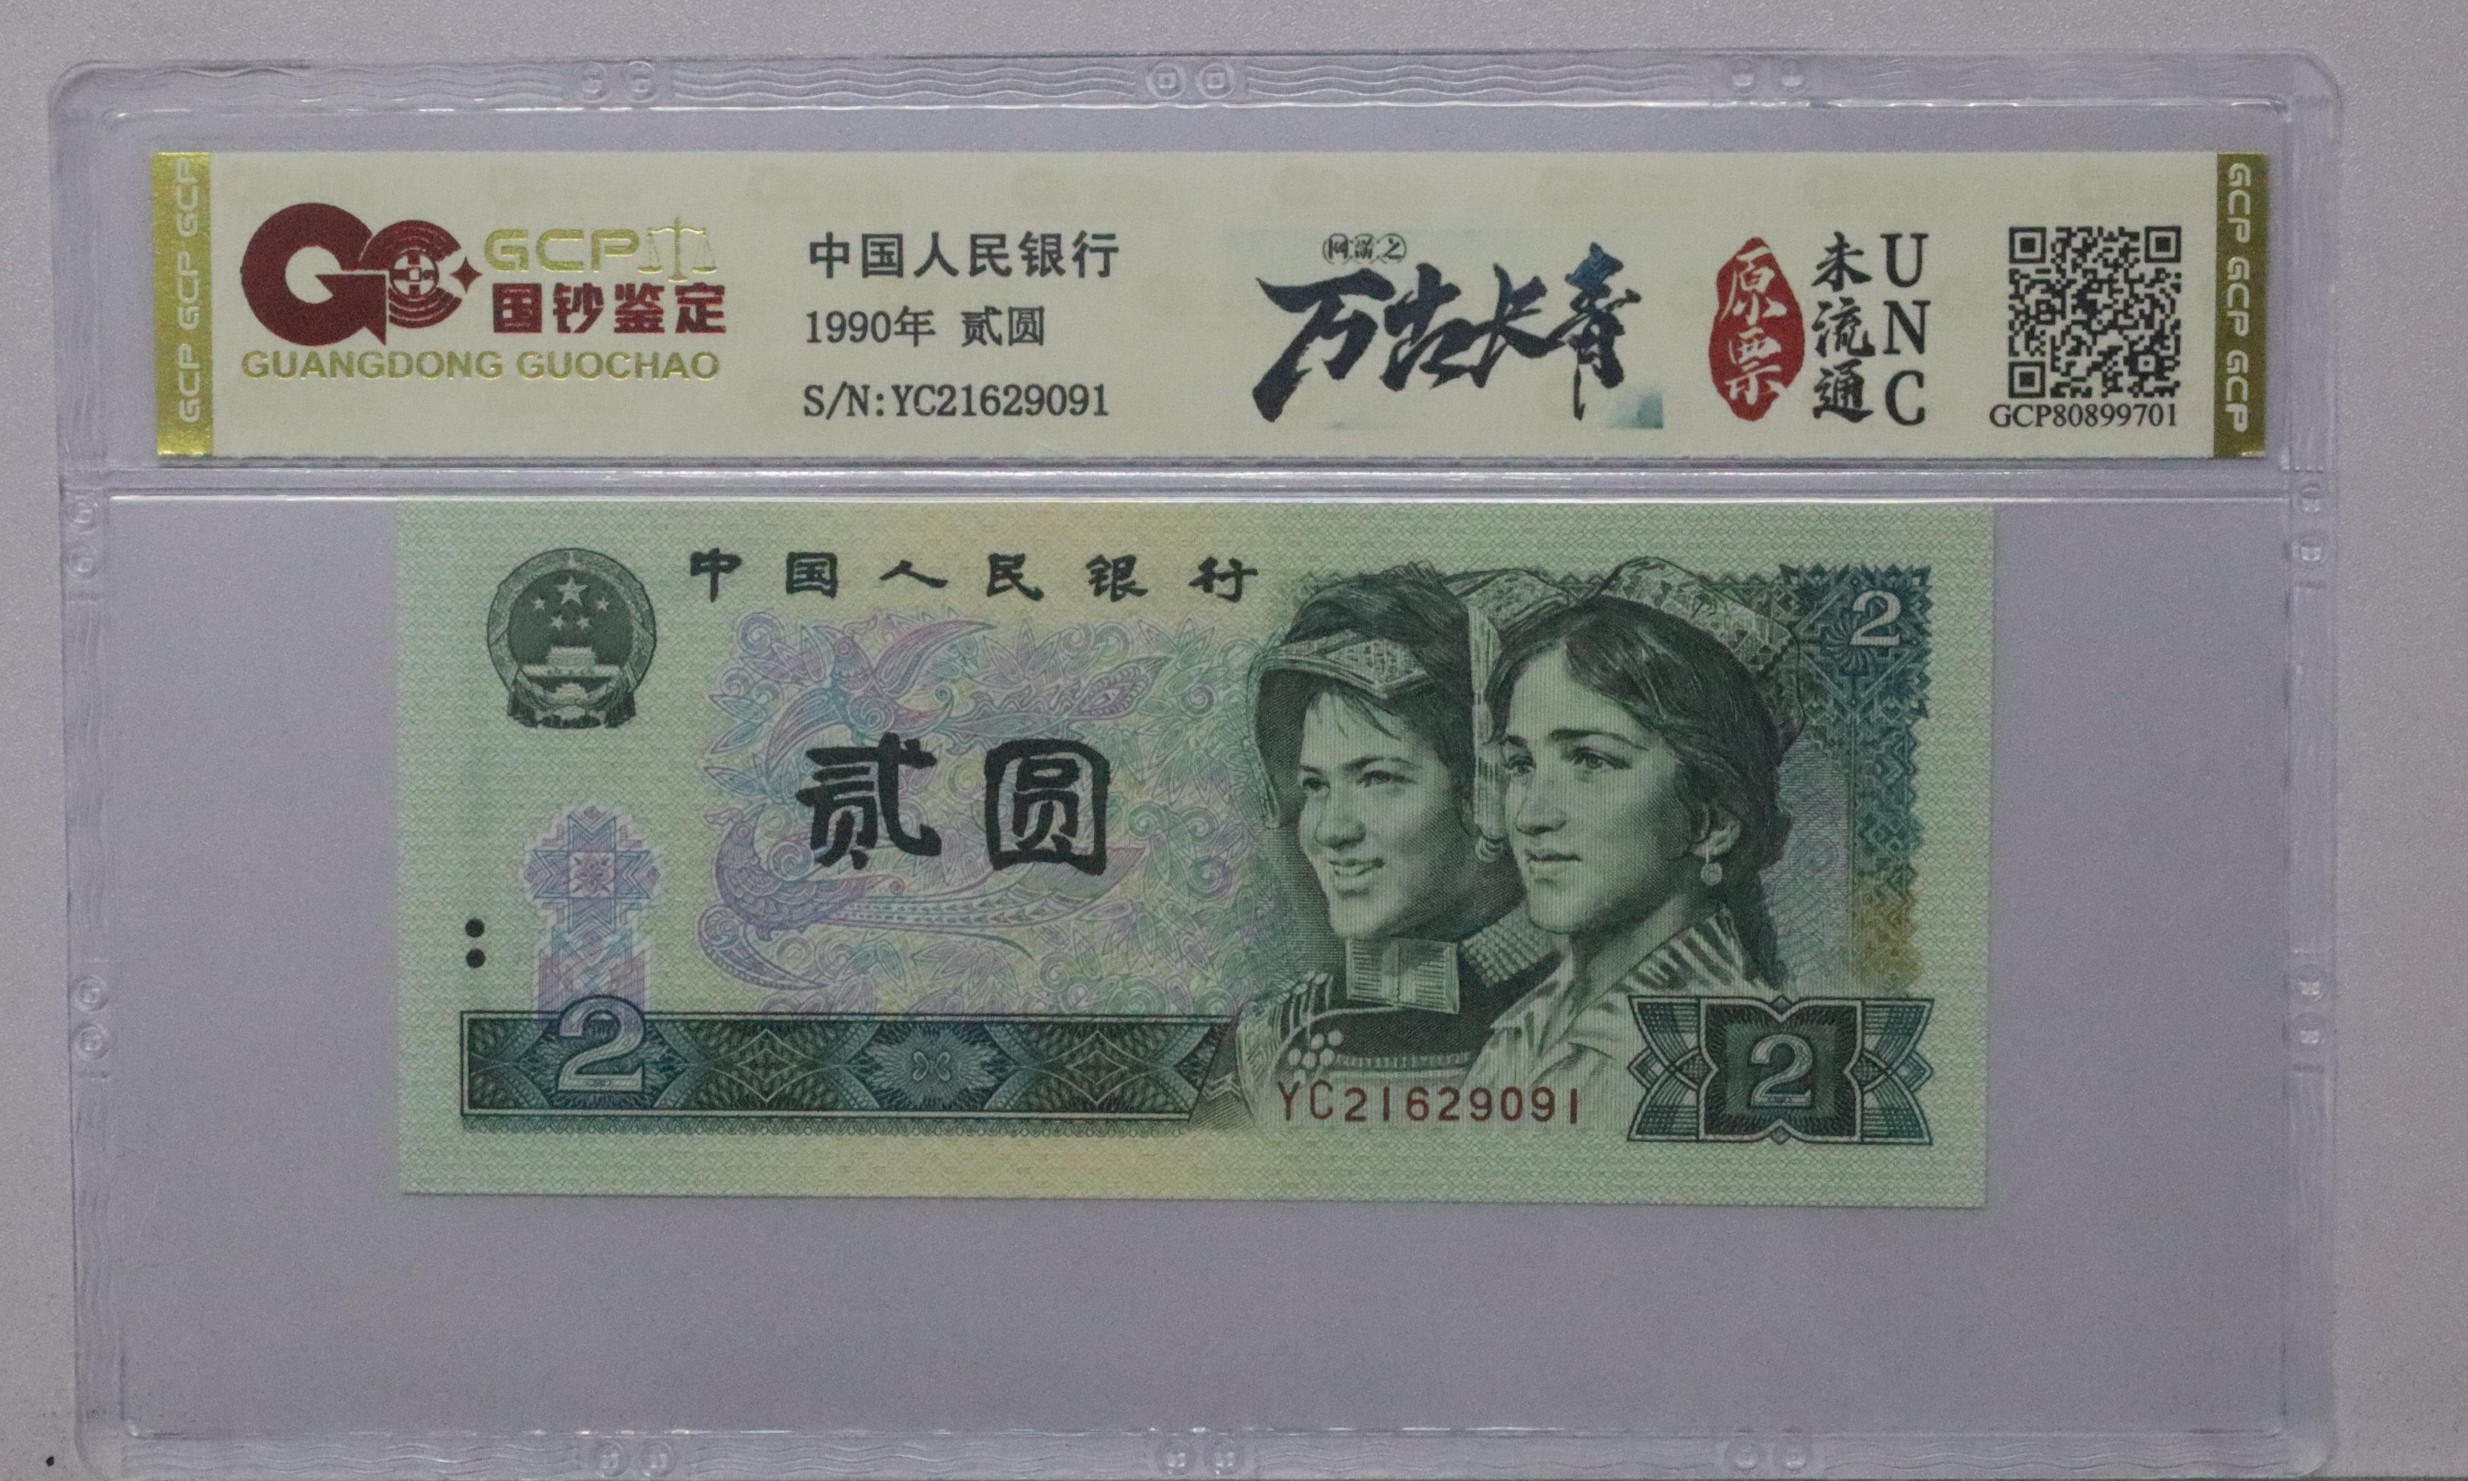 GCP GCP GCP
GCP
国钞鉴定
GUANGDONG GUOCHAO
中国人民银行
1990年 贰圆
S/N:YC21629091
万古长青
原票
未流通
UNC
GCP80899701
GCP GCP GCP
中国人民银行
2
贰圆
2
YC21629091
2